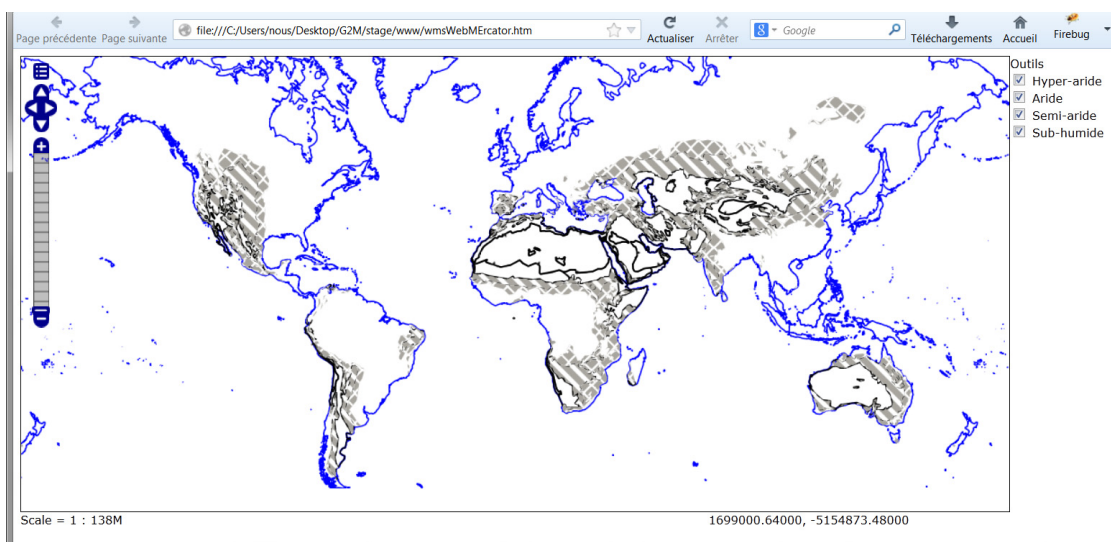 Page précédente Page suivante file:///C:/Users/nous/Desktop/G2M/stage/www/wmsWebMErcator.htm Actualiser Arrêter 8 Google Téléchargements Accueil Firebug
Outils
Hyper-aride
Aride
Semi-aride
Sub-humide
Scale = 1 : 138M 1699000.64000, -5154873.48000